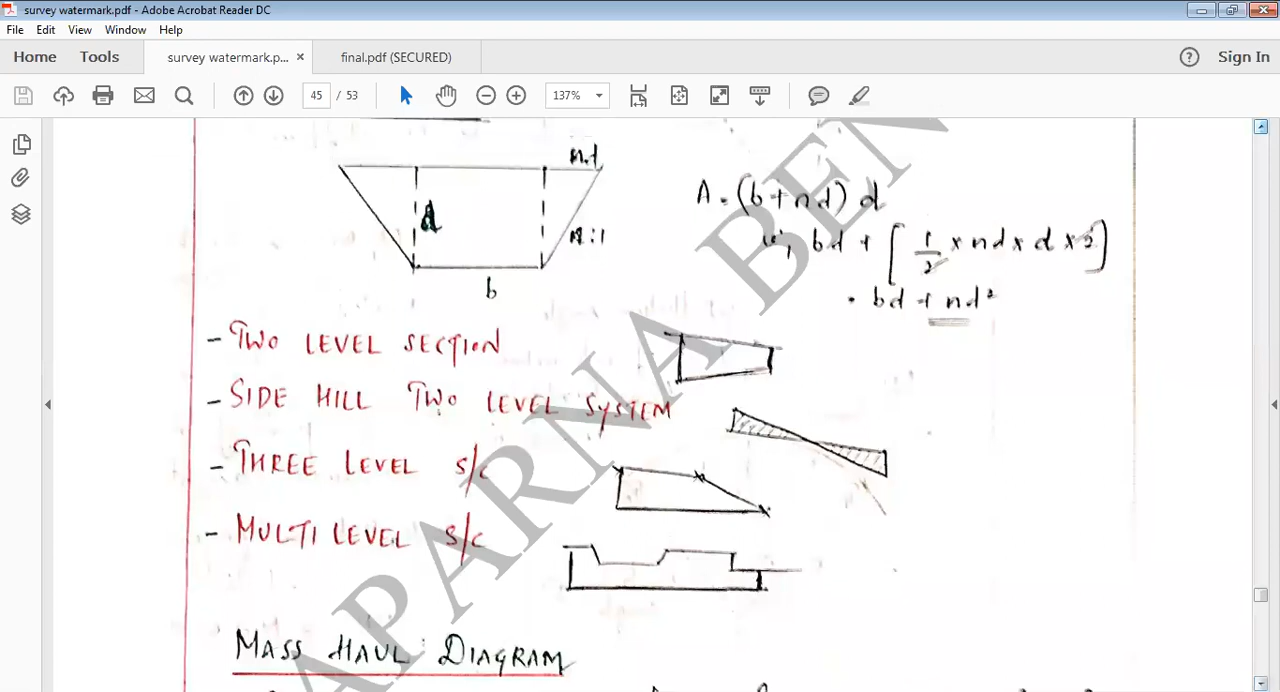 survey watermark.pdf - Adobe Acrobat Reader DC
File Edit View Window Help
Home Tools survey watermark.p... × final.pdf (SECURED) Sign In
45 / 53 137%
n.d
A = (b+nd) d
d
n:1
ie, bd + [ 1/2 × nd × d × 2 ]
b
= bd + nd²
- TWO LEVEL SECTION
- SIDE HILL TWO LEVEL SYSTEM
- THREE LEVEL S/C
- MULTI LEVEL S/C
MASS HAUL DIAGRAM
APARNA BEN